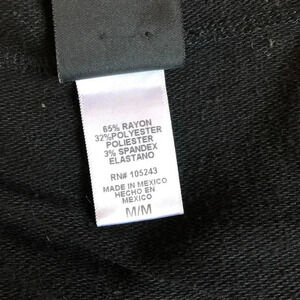 65% RAYON
32%POLYESTER
POLIESTER
3% SPANDEX
ELASTANO
RN# 105243
MADE IN MEXICO
HECHO EN
MEXICO
M/M